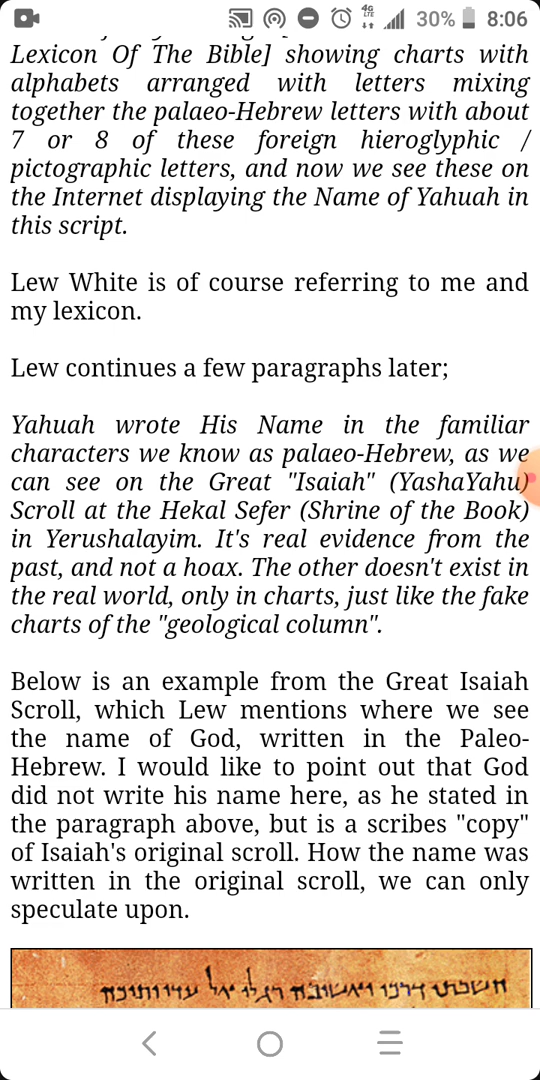 8:06
4G
LTE
30%
Lexicon Of The Bible] showing charts with
alphabets arranged with letters mixing
together the palaeo-Hebrew letters with about
7 or 8 of these foreign hieroglyphic /
pictographic letters, and now we see these on
the Internet displaying the Name of Yahuah in
this script.
Lew White is of course referring to me and
my lexicon.
Lew continues a few paragraphs later;
Yahuah wrote His Name in the familiar
characters we know as palaeo-Hebrew, as we
can see on the Great "Isaiah" (YashaYahu)
Scroll at the Hekal Sefer (Shrine of the Book)
in Yerushalayim. It's real evidence from the
past, and not a hoax. The other doesn't exist in
the real world, only in charts, just like the fake
charts of the "geological column".
Below is an example from the Great Isaiah
Scroll, which Lew mentions where we see
the name of God, written in the Paleo-
Hebrew. I would like to point out that God
did not write his name here, as he stated in
the paragraph above, but is a scribes "copy"
of Isaiah's original scroll. How the name was
written in the original scroll, we can only
speculate upon.
חשבתי דרכי רגלי אל